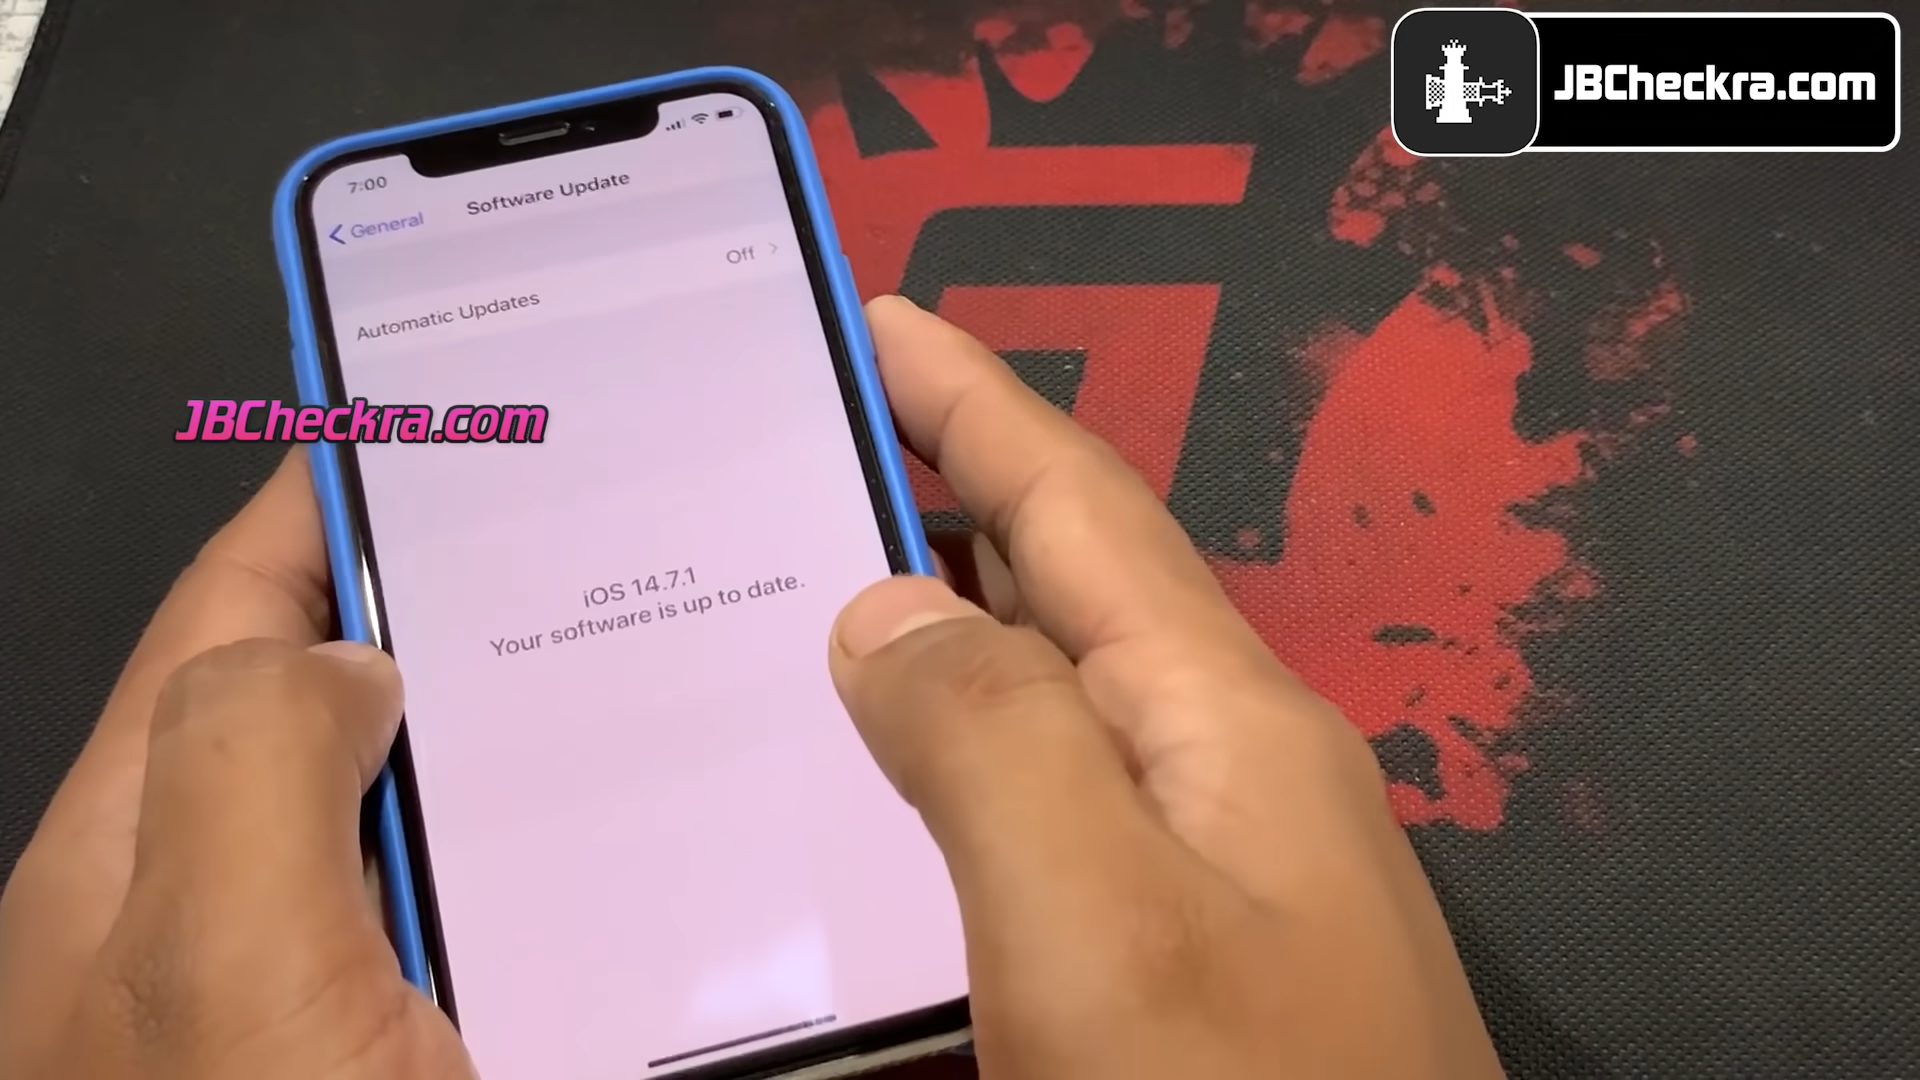 JBCheckra.com
7:00
Software Update
General
Automatic Updates
Off
JBCheckra.com
iOS 14.7.1
Your software is up to date.